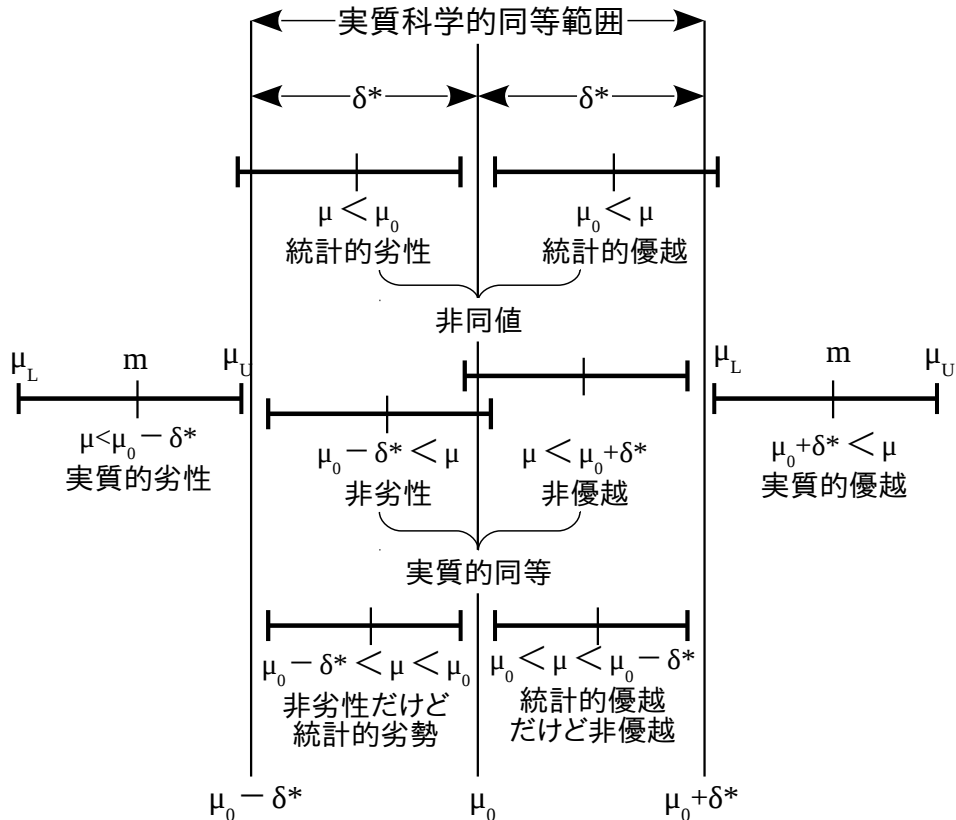 実質科学的同等範囲
δ* δ*
μ＜μ₀ μ₀＜μ
統計的劣性 統計的優越
非同値
μL m μU μL m μU
μ<μ₀－δ* 実質的劣性
μ₀－δ*＜μ 非劣性
μ＜μ₀+δ* 非優越
μ₀+δ*＜μ 実質的優越
実質的同等
μ₀－δ*＜μ＜μ₀ μ₀＜μ＜μ₀－δ*
非劣性だけど 統計的優越
統計的劣勢 だけど非優越
μ₀－δ* μ₀ μ₀+δ*